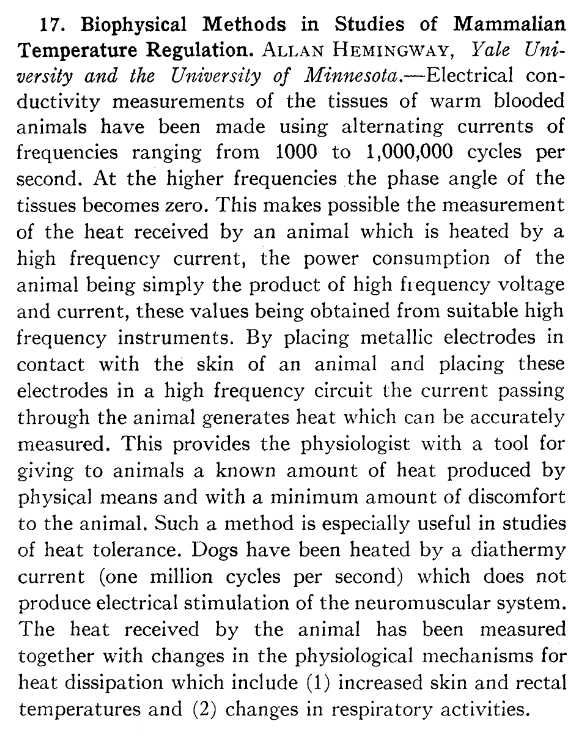 17. Biophysical Methods in Studies of Mammalian
Temperature Regulation. ALLAN HEMINGWAY, Yale Uni-
versity and the University of Minnesota.—Electrical con-
ductivity measurements of the tissues of warm blooded
animals have been made using alternating currents of
frequencies ranging from 1000 to 1,000,000 cycles per
second. At the higher frequencies the phase angle of the
tissues becomes zero. This makes possible the measurement
of the heat received by an animal which is heated by a
high frequency current, the power consumption of the
animal being simply the product of high frequency voltage
and current, these values being obtained from suitable high
frequency instruments. By placing metallic electrodes in
contact with the skin of an animal and placing these
electrodes in a high frequency circuit the current passing
through the animal generates heat which can be accurately
measured. This provides the physiologist with a tool for
giving to animals a known amount of heat produced by
physical means and with a minimum amount of discomfort
to the animal. Such a method is especially useful in studies
of heat tolerance. Dogs have been heated by a diathermy
current (one million cycles per second) which does not
produce electrical stimulation of the neuromuscular system.
The heat received by the animal has been measured
together with changes in the physiological mechanisms for
heat dissipation which include (1) increased skin and rectal
temperatures and (2) changes in respiratory activities.